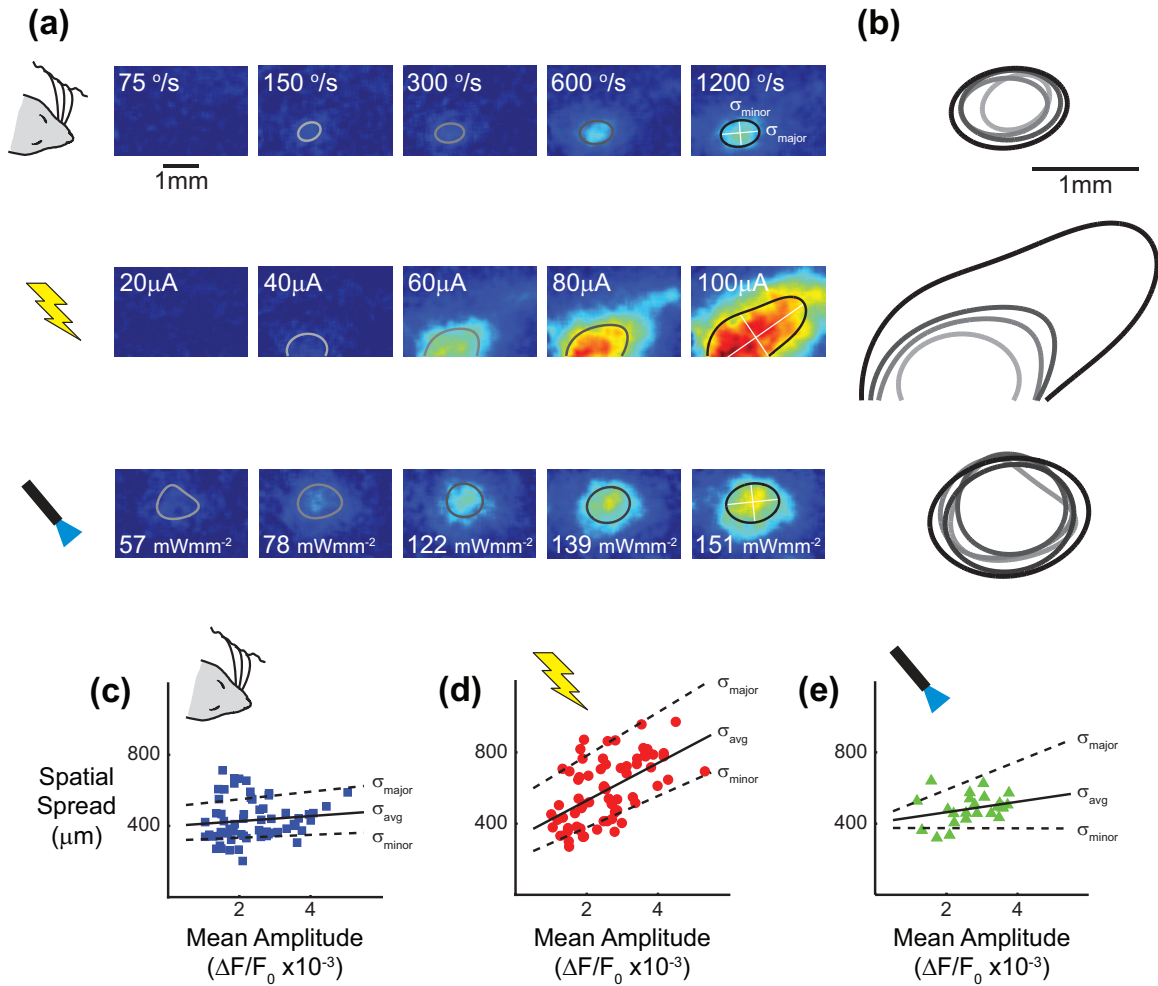 (a)
(b)
75 º/s
150 º/s
300 º/s
600 º/s
1200 º/s
σminor
σmajor
1mm
1mm
20μA
40μA
60μA
80μA
100μA
57 mWmm-2
78 mWmm-2
122 mWmm-2
139 mWmm-2
151 mWmm-2
(c)
(d)
(e)
Spatial
Spread
(μm)
800
400
σmajor
σavg
σminor
2
4
Mean Amplitude
(ΔF/F0 x10-3)
800
400
σmajor
σavg
σminor
2
4
Mean Amplitude
(ΔF/F0 x10-3)
800
400
σmajor
σavg
σminor
2
4
Mean Amplitude
(ΔF/F0 x10-3)